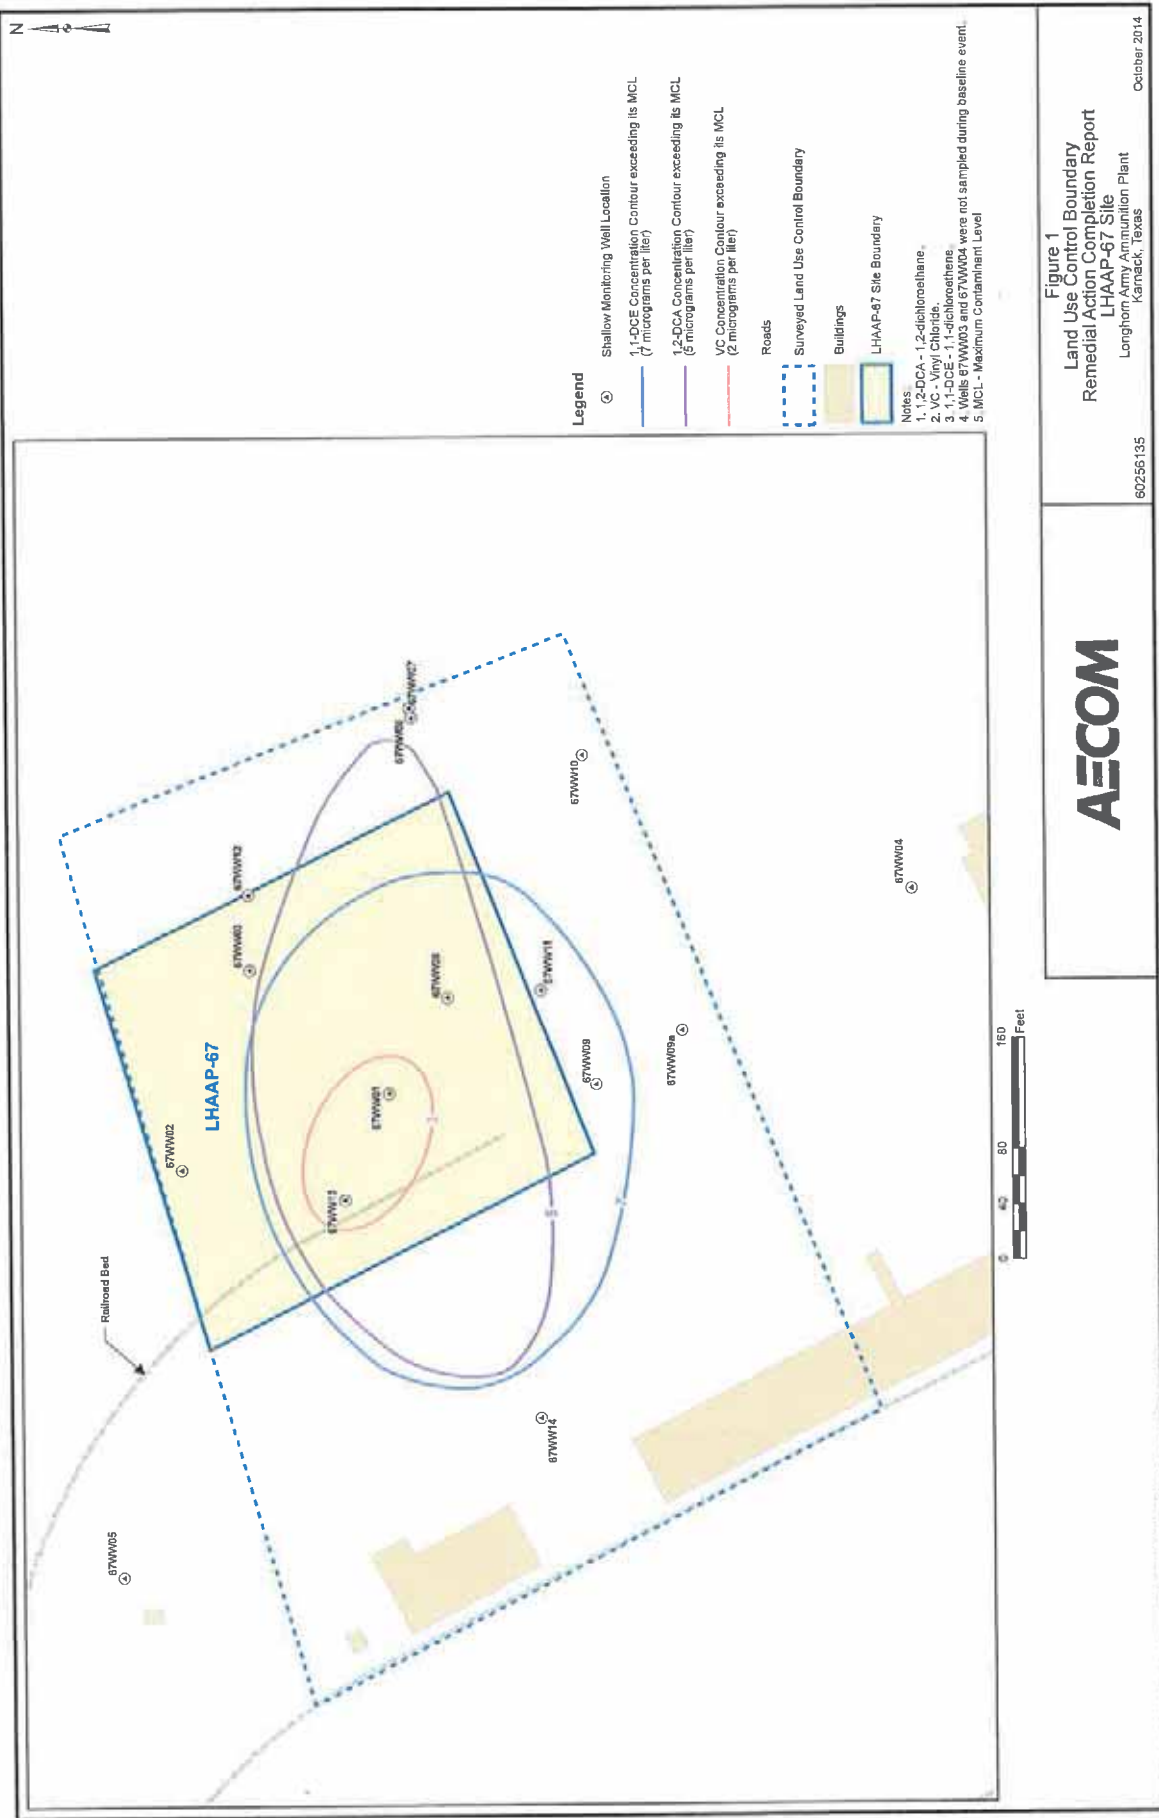 N
Railroad Bed
67WW05
67WW02
LHAAP-67
67WW12
67WW01
67WW14
67WW09
67WW09a
67WW10
67WW04
2
5
7
0 40 80 160
Feet
Legend
Shallow Monitoring Well Location
1,1-DCE Concentration Contour exceeding its MCL
(7 micrograms per liter)
1,2-DCA Concentration Contour exceeding its MCL
(5 micrograms per liter)
VC Concentration Contour exceeding its MCL
(2 micrograms per liter)
Roads
Surveyed Land Use Control Boundary
Buildings
LHAAP-67 Site Boundary
Notes:
1. 1,2-DCA - 1,2-dichloroethane.
2. VC - Vinyl Chloride.
3. 1,1-DCE - 1,1-dichloroethene.
4. Wells 67WW03 and 67WW04 were not sampled during baseline event.
5. MCL - Maximum Contaminant Level
AECOM
Figure 1
Land Use Control Boundary
Remedial Action Completion Report
LHAAP-67 Site
Longhorn Army Ammunition Plant
Karnack, Texas
60256135
October 2014